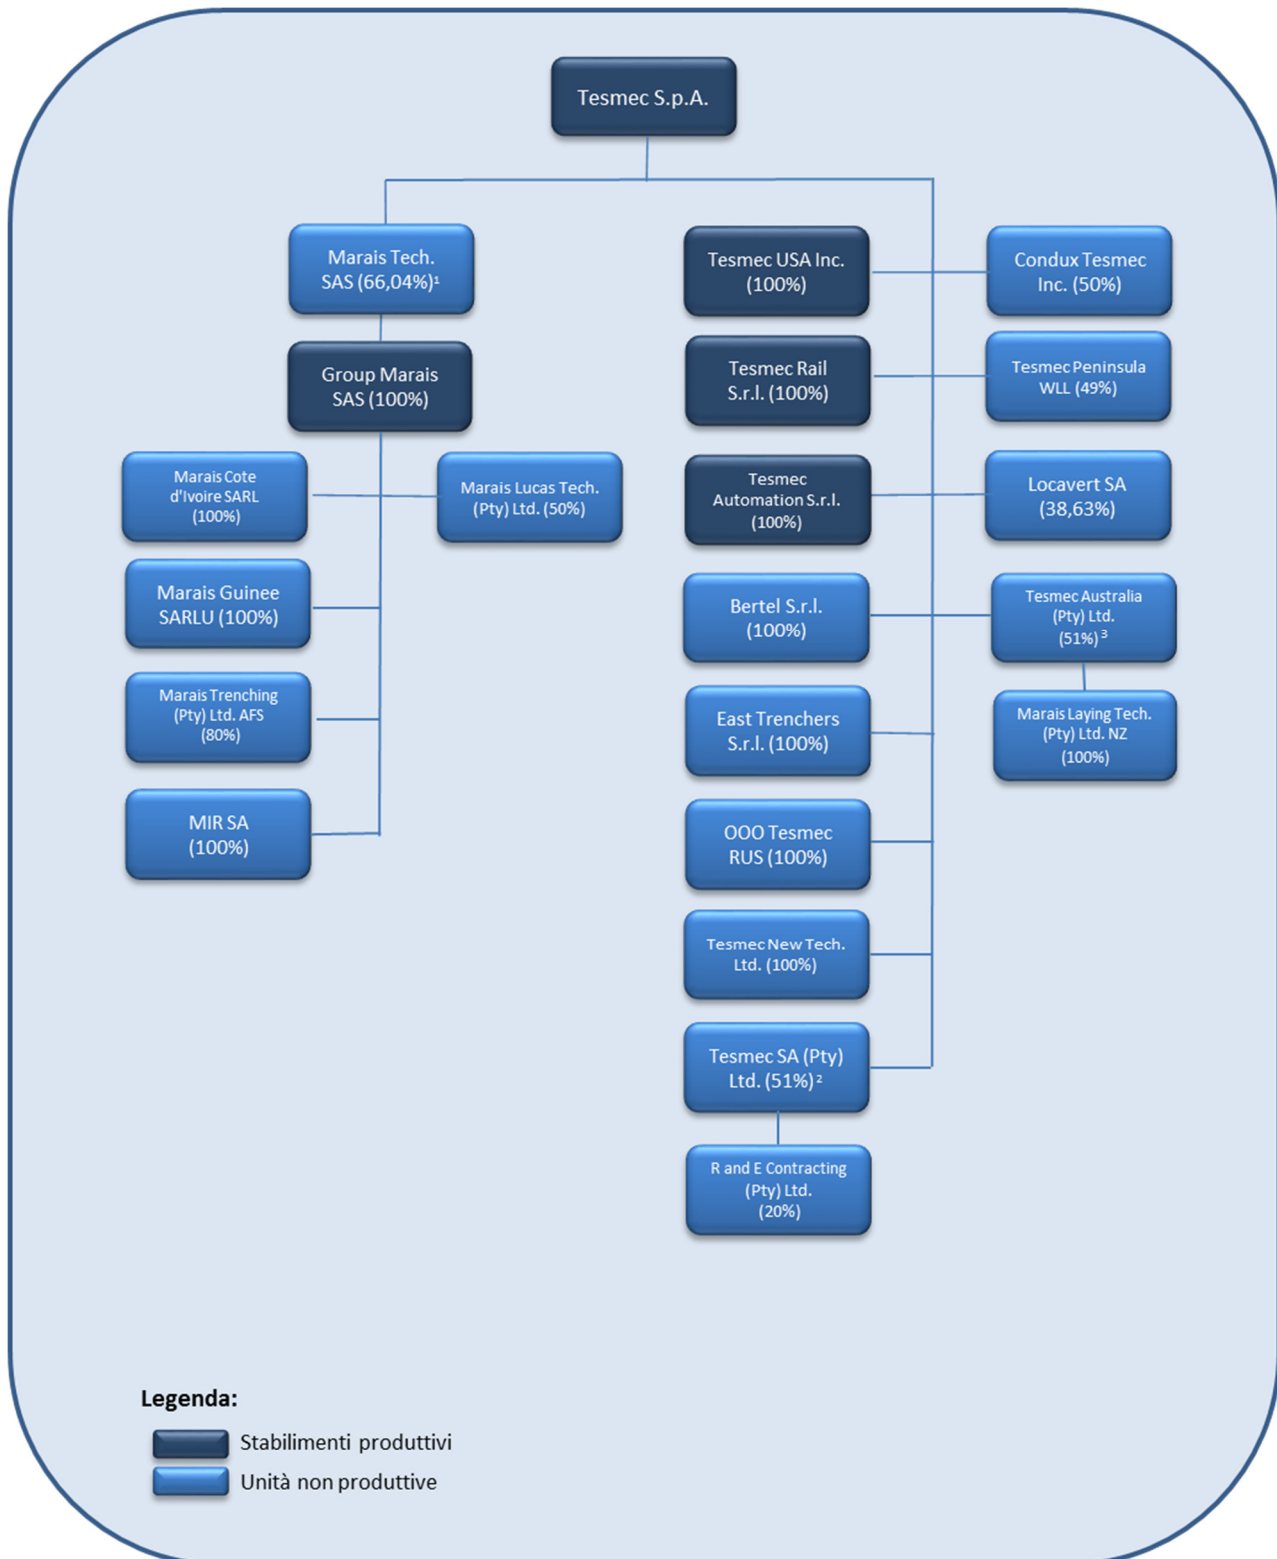 Tesmec S.p.A.
Marais Tech.
SAS (66,04%)¹
Group Marais
SAS (100%)
Marais Cote
d'Ivoire SARL
(100%)
Marais Lucas Tech.
(Pty) Ltd. (50%)
Marais Guinee
SARLU (100%)
Marais Trenching
(Pty) Ltd. AFS
(80%)
MIR SA
(100%)
Tesmec USA Inc.
(100%)
Condux Tesmec
Inc. (50%)
Tesmec Rail
S.r.l. (100%)
Tesmec Peninsula
WLL (49%)
Tesmec
Automation S.r.l.
(100%)
Locavert SA
(38,63%)
Bertel S.r.l.
(100%)
Tesmec Australia
(Pty) Ltd.
(51%) ³
East Trenchers
S.r.l. (100%)
Marais Laying Tech.
(Pty) Ltd. NZ
(100%)
OOO Tesmec
RUS (100%)
Tesmec New Tech.
Ltd. (100%)
Tesmec SA (Pty)
Ltd. (51%) ²
R and E Contracting
(Pty) Ltd.
(20%)
Legenda:
Stabilimenti produttivi
Unità non produttive